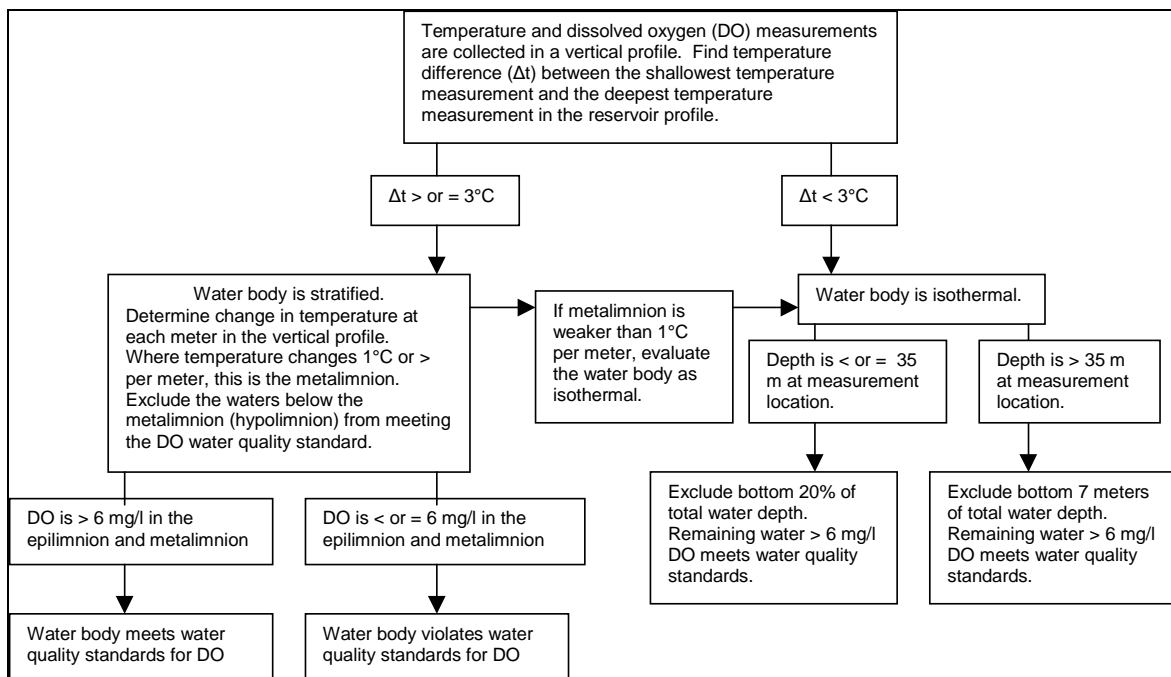 Temperature and dissolved oxygen (DO) measurements
are collected in a vertical profile.  Find temperature
difference (Δt) between the shallowest temperature
measurement and the deepest temperature
measurement in the reservoir profile.
Δt > or = 3°C
Δt < 3°C
Water body is stratified.
Determine change in temperature at
each meter in the vertical profile.
Where temperature changes 1°C or >
per meter, this is the metalimnion.
Exclude the waters below the
metalimnion (hypolimnion) from meeting
the DO water quality standard.
If metalimnion is
weaker than 1°C
per meter, evaluate
the water body as
isothermal.
Water body is isothermal.
Depth is < or =  35
m at measurement
location.
Depth is > 35 m
at measurement
location.
Exclude bottom 20% of
total water depth.
Remaining water > 6 mg/l
DO meets water quality
standards.
Exclude bottom 7 meters
of total water depth.
Remaining water > 6 mg/l
DO meets water quality
standards.
DO is > 6 mg/l in the
epilimnion and metalimnion
DO is < or = 6 mg/l in the
epilimnion and metalimnion
Water body meets water
quality standards for DO
Water body violates water
quality standards for DO